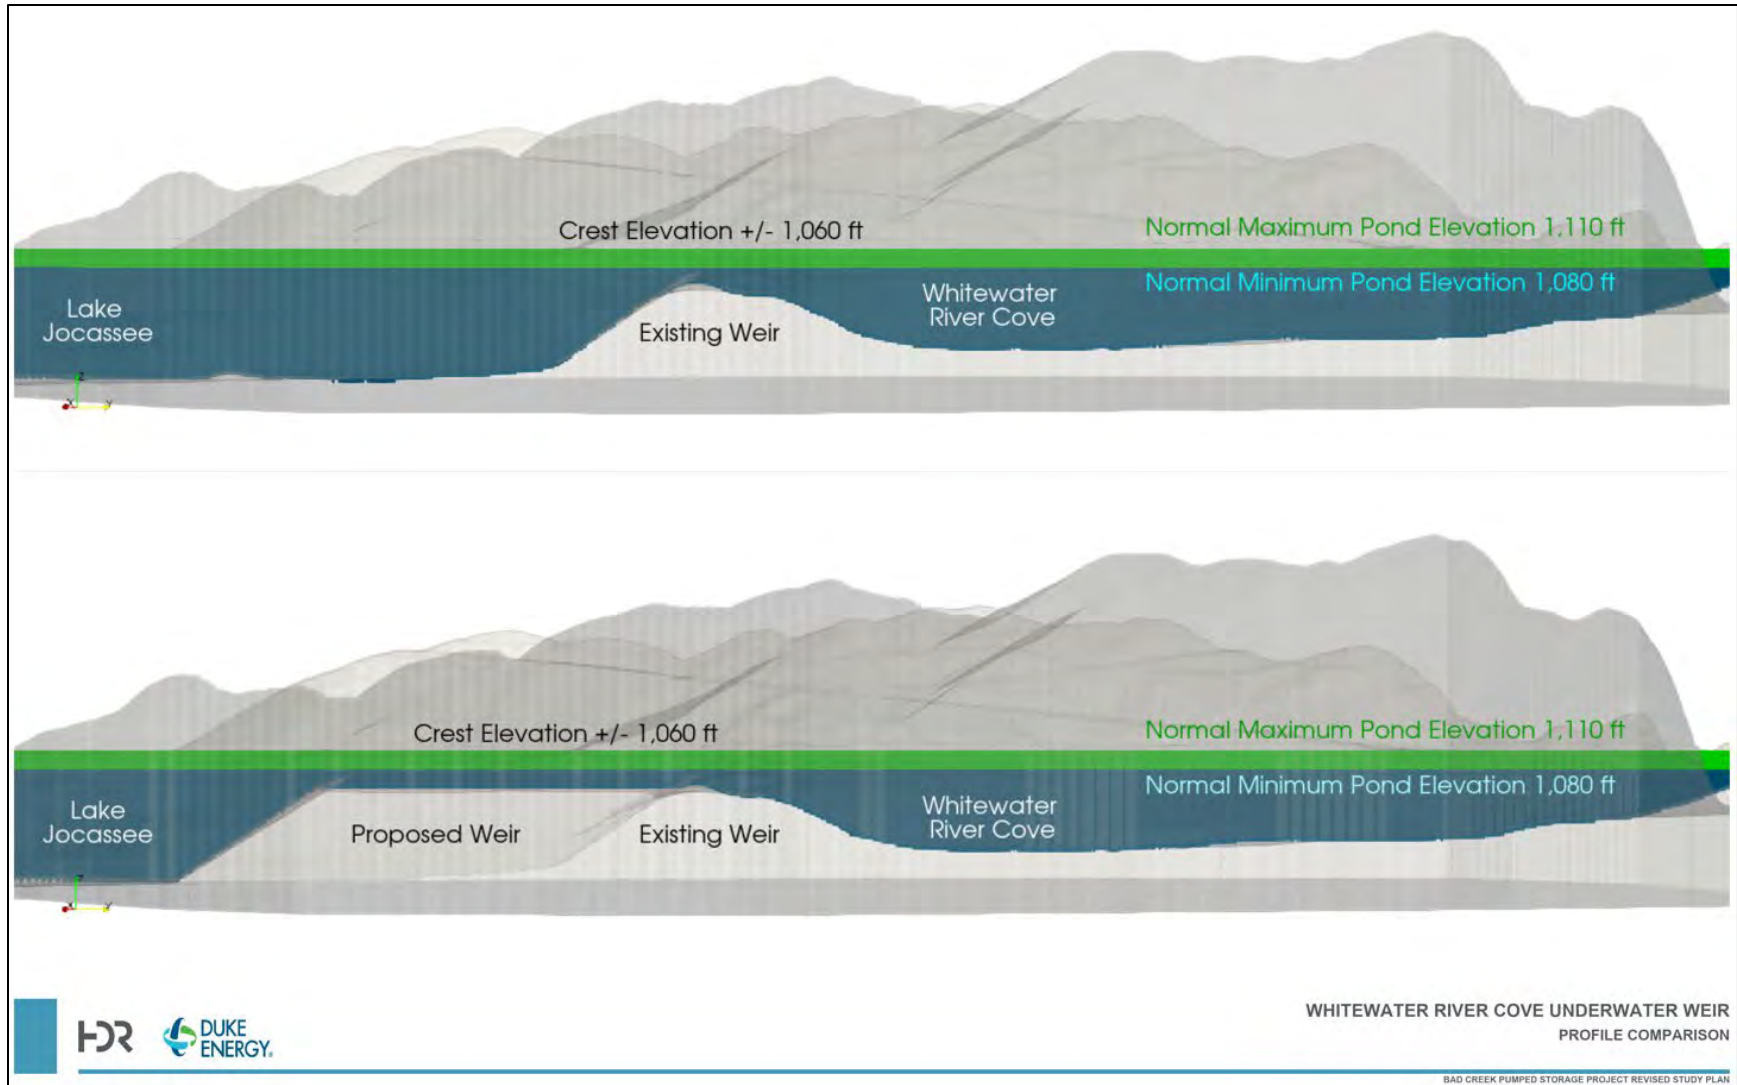 Crest Elevation +/- 1,060 ft
Normal Maximum Pond Elevation 1,110 ft
Normal Minimum Pond Elevation 1,080 ft
Lake
Jocassee
Existing Weir
Whitewater
River Cove
Z
X
Y
Crest Elevation +/- 1,060 ft
Normal Maximum Pond Elevation 1,110 ft
Normal Minimum Pond Elevation 1,080 ft
Lake
Jocassee
Proposed Weir
Existing Weir
Whitewater
River Cove
Z
X
Y
HDR
DUKE
ENERGY®
WHITEWATER RIVER COVE UNDERWATER WEIR
PROFILE COMPARISON
BAD CREEK PUMPED STORAGE PROJECT REVISED STUDY PLAN